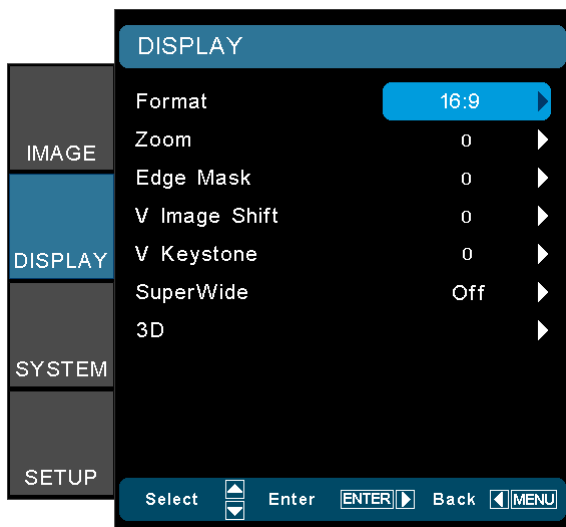 DISPLAY
IMAGE
DISPLAY
SYSTEM
SETUP
Format 16:9
Zoom 0
Edge Mask 0
V Image Shift 0
V Keystone 0
SuperWide Off
3D
Select Enter ENTER Back MENU